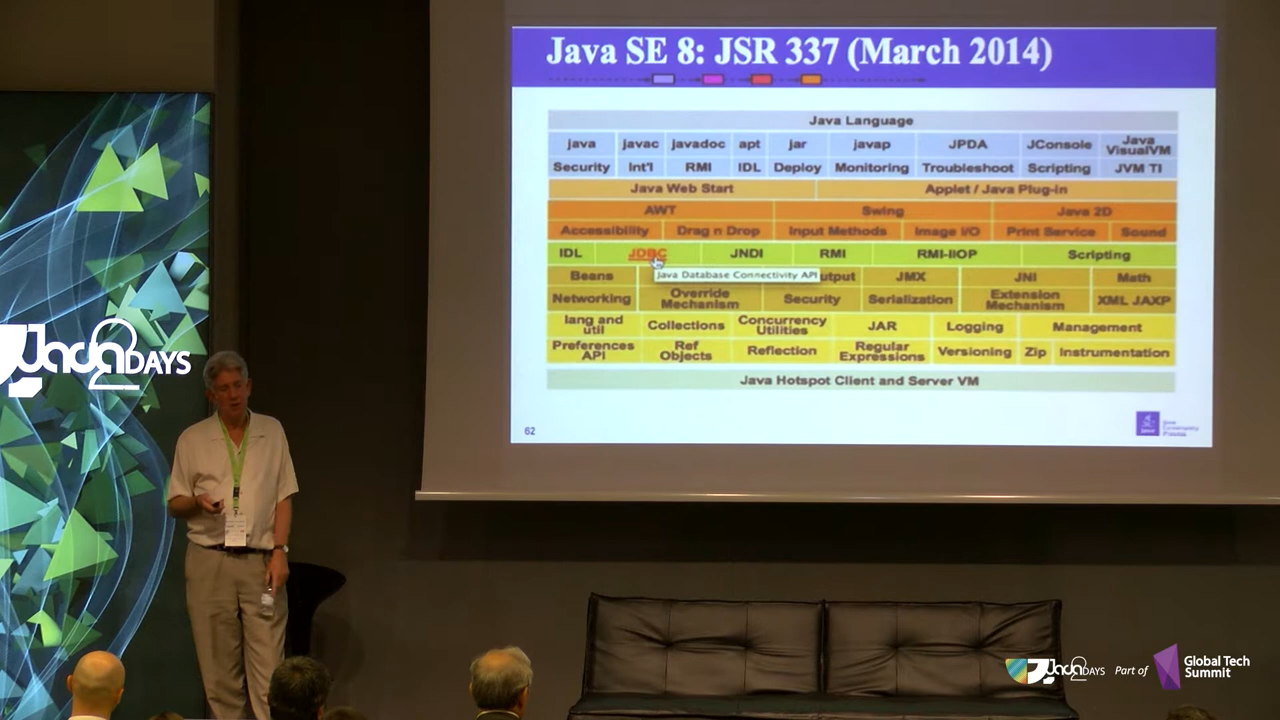 Java SE 8: JSR 337 (March 2014)
Java Language
java javac javadoc apt jar javap JPDA JConsole Java VisualVM
Security Int'l RMI IDL Deploy Monitoring Troubleshoot Scripting JVM TI
Java Web Start Applet / Java Plug-in
AWT Swing Java 2D
Accessibility Drag n Drop Input Methods Image I/O Print Service Sound
IDL JDBC JNDI RMI RMI-IIOP Scripting
Java Database Connectivity API
Beans utput JMX JNI Math
Networking Override Mechanism Security Serialization Extension Mechanism XML JAXP
lang and util Collections Concurrency Utilities JAR Logging Management
Preferences API Ref Objects Reflection Regular Expressions Versioning Zip Instrumentation
Java Hotspot Client and Server VM
62
Java Community Process
Java2DAYS
Java2DAYS Part of Global Tech Summit